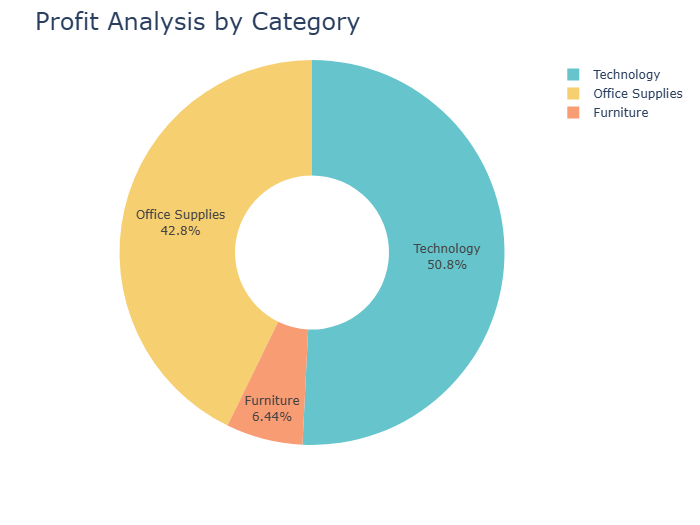 Profit Analysis by Category
Technology
Office Supplies
Furniture
Office Supplies
42.8%
Technology
50.8%
Furniture
6.44%